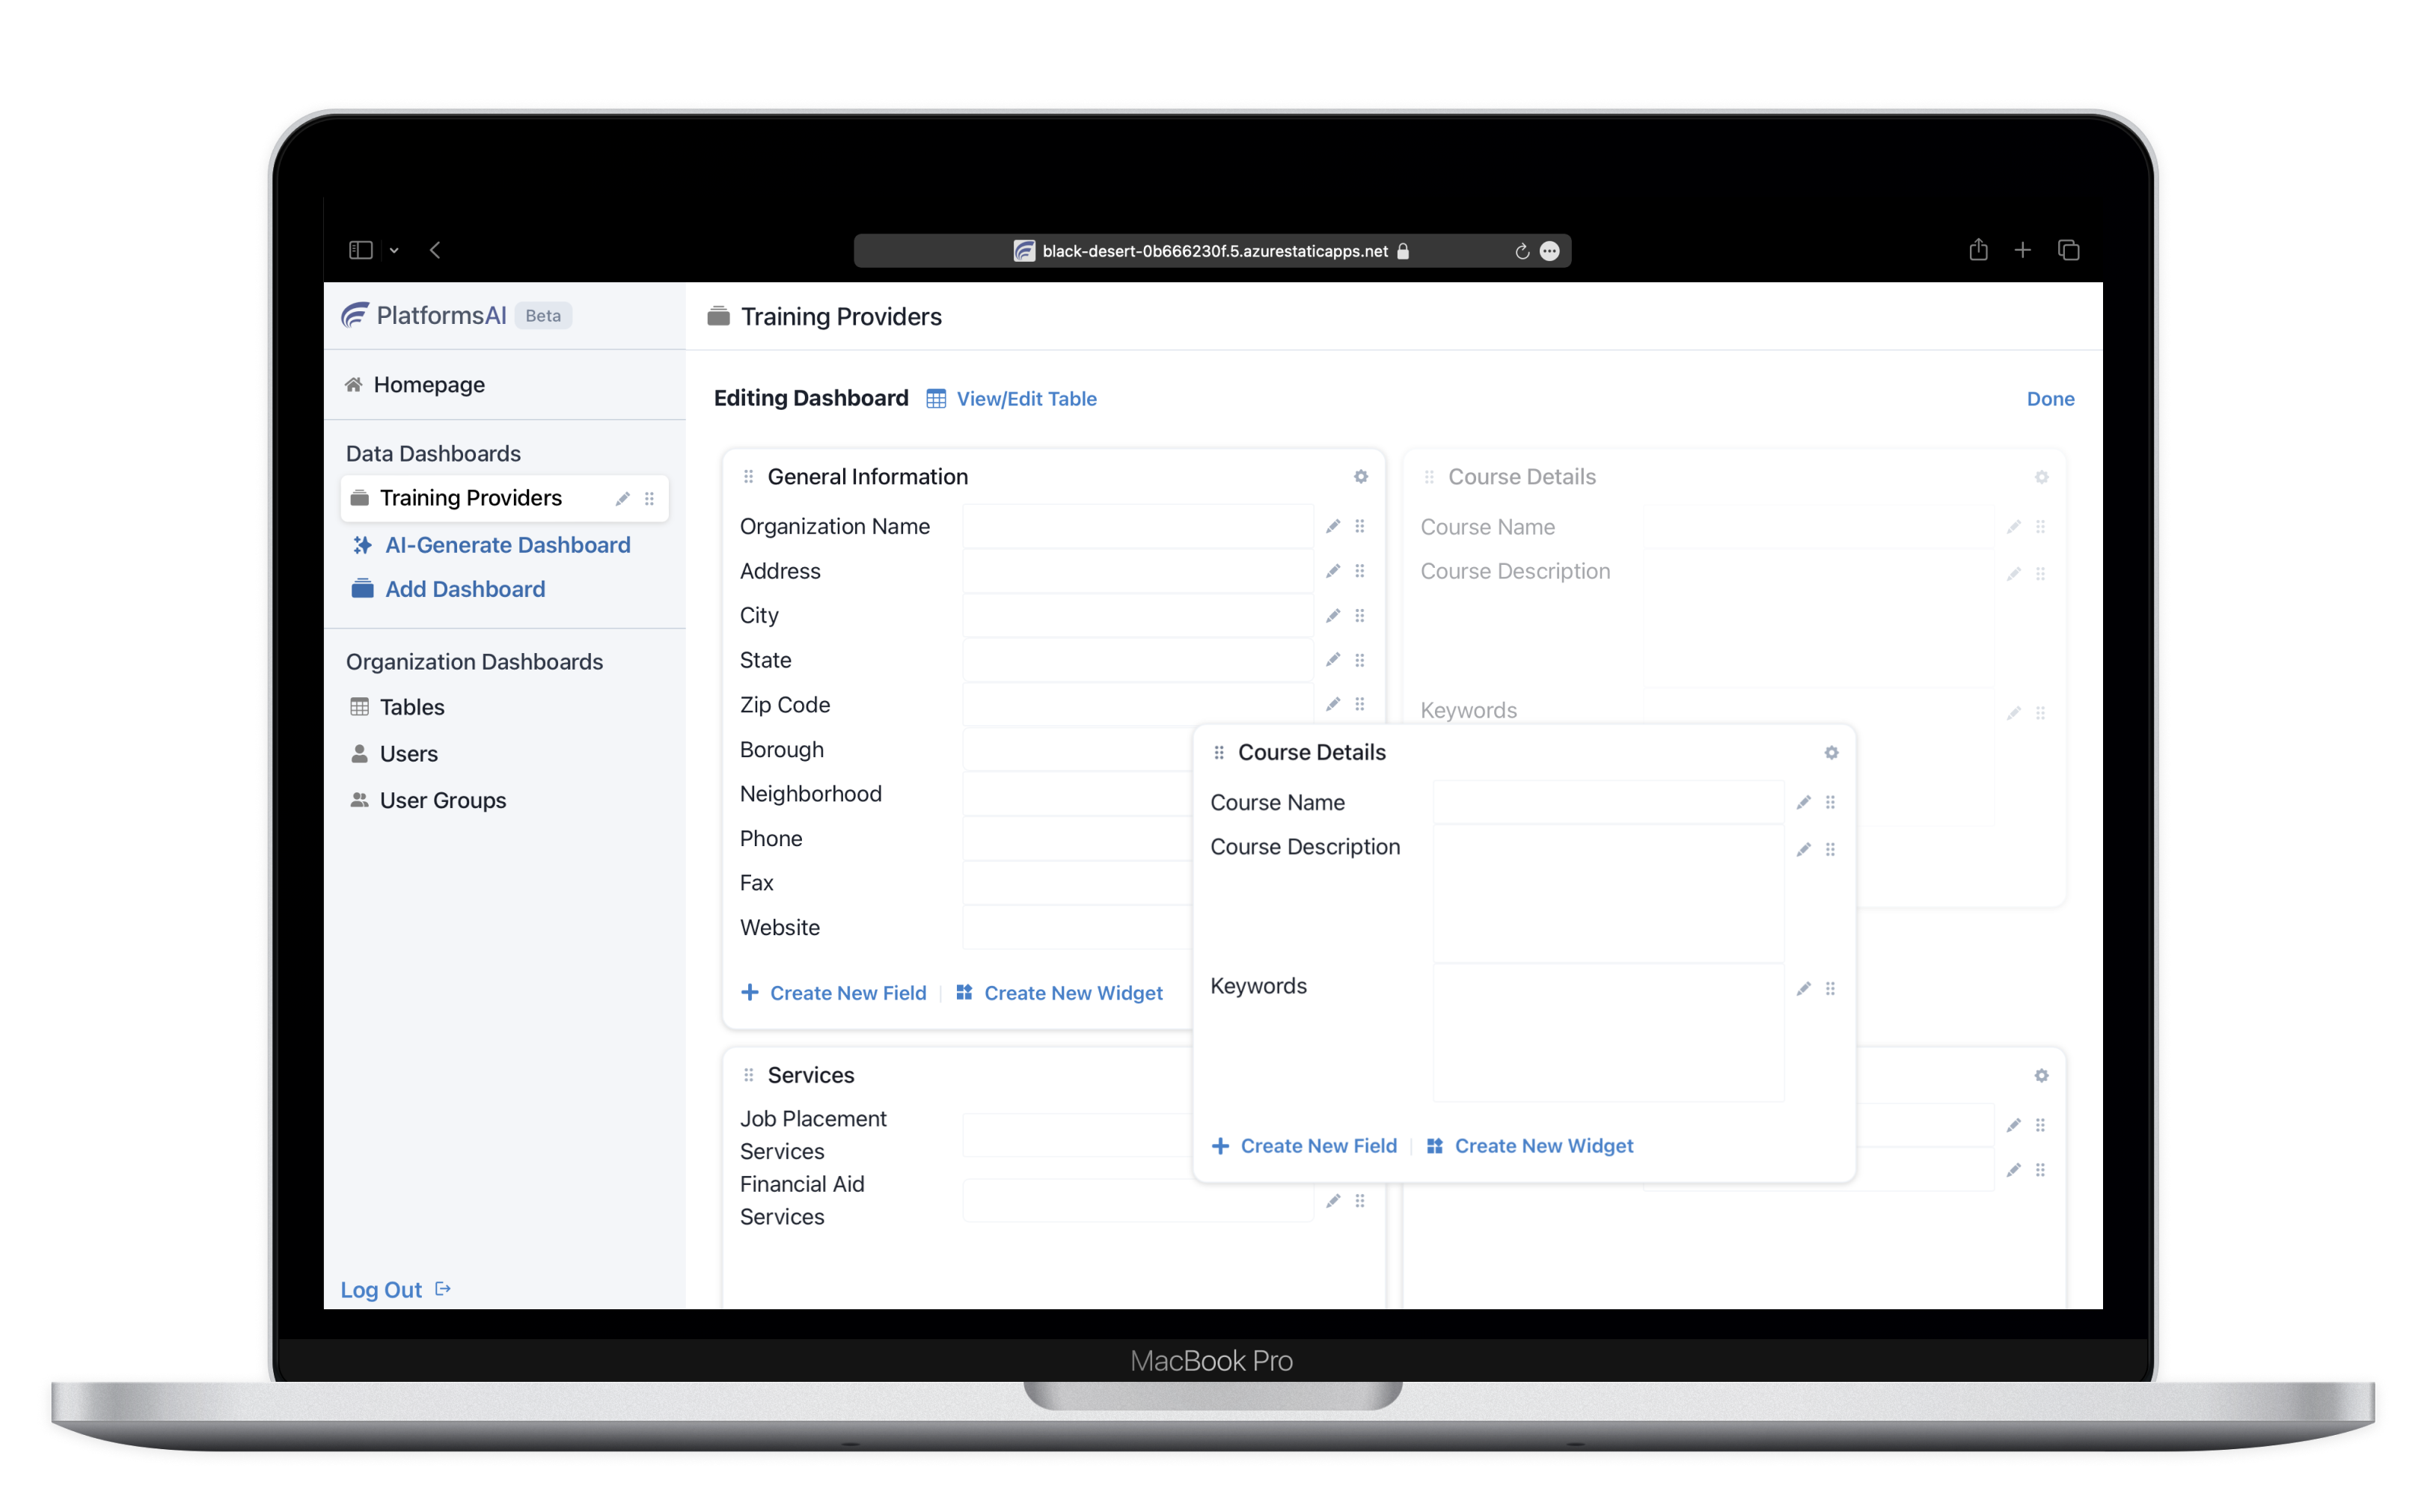 black-desert-0b666230f.5.azurestaticapps.net
PlatformsAI Beta
Homepage
Data Dashboards
Training Providers
AI-Generate Dashboard
Add Dashboard
Organization Dashboards
Tables
Users
User Groups
Log Out
Training Providers
Editing Dashboard View/Edit Table Done
General Information
Organization Name
Address
City
State
Zip Code
Borough
Neighborhood
Phone
Fax
Website
Create New Field Create New Widget
Course Details
Course Name
Course Description
Keywords
Course Details
Course Name
Course Description
Keywords
Create New Field Create New Widget
Services
Job Placement
Services
Financial Aid
Services
MacBook Pro